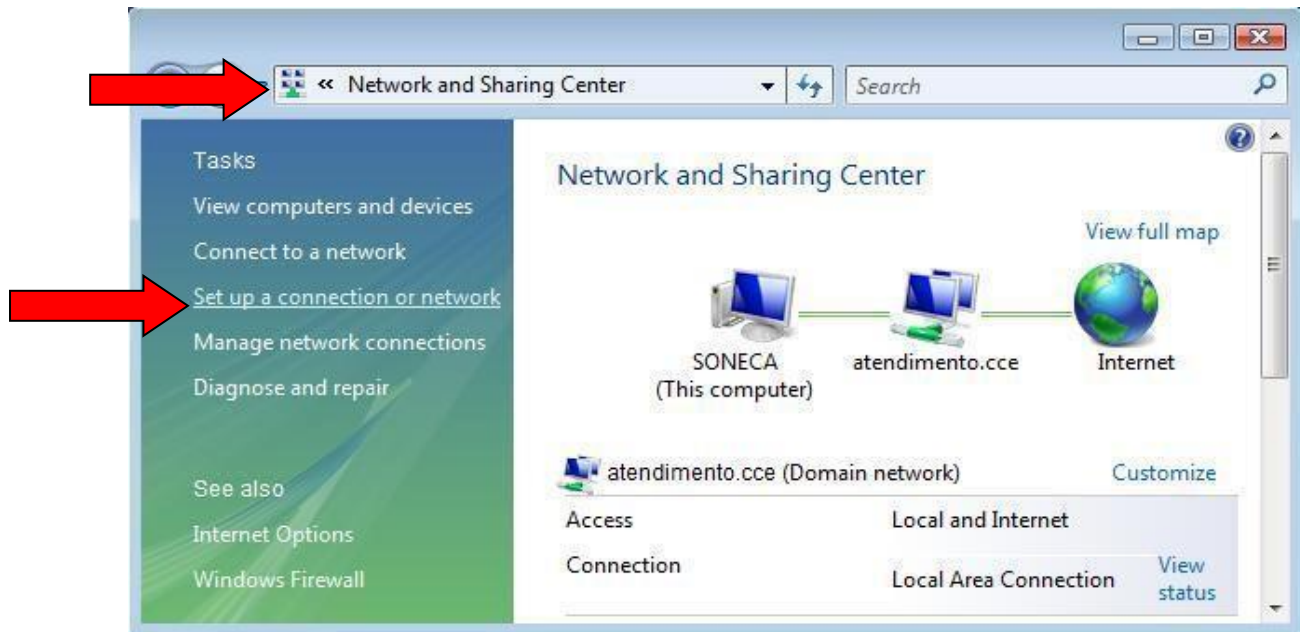 « Network and Sharing Center
Search
Tasks
View computers and devices
Connect to a network
Set up a connection or network
Manage network connections
Diagnose and repair
See also
Internet Options
Windows Firewall
Network and Sharing Center
View full map
SONECA
(This computer)
atendimento.cce
Internet
atendimento.cce (Domain network)
Customize
Access
Local and Internet
Connection
Local Area Connection
View
status